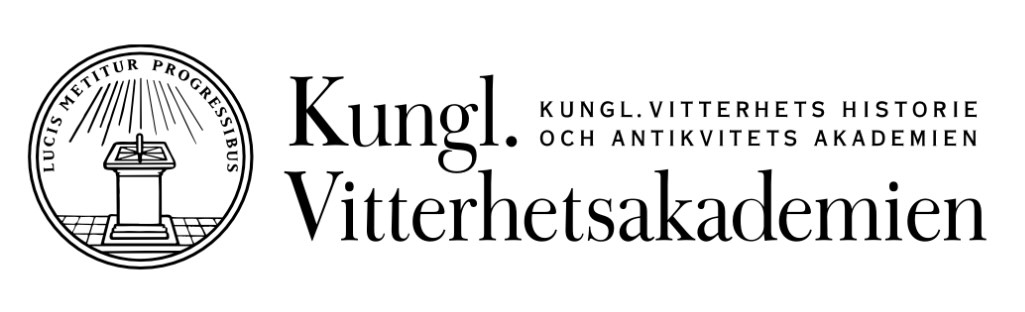 LUCIS METITUR PROGRESSIBUS
Kungl.
KUNGL. VITTERHETS HISTORIE
OCH ANTIKVITETS AKADEMIEN
Vitterhetsakademien